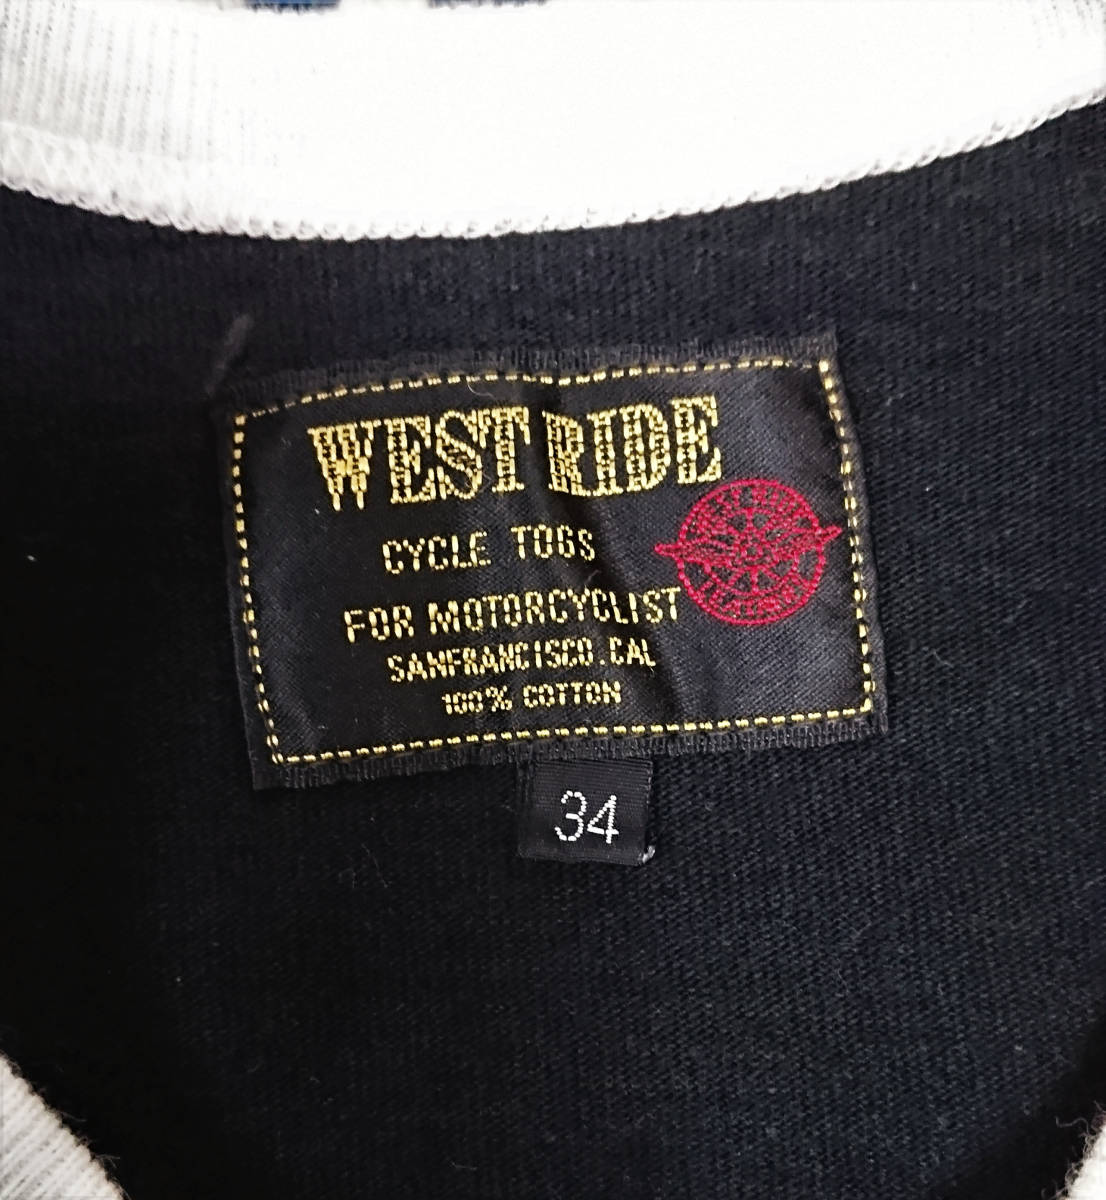 WEST RIDE
CYCLE TOGS
FOR MOTORCYCLIST
SANFRANCISCO.CAL
100% COTTON
34